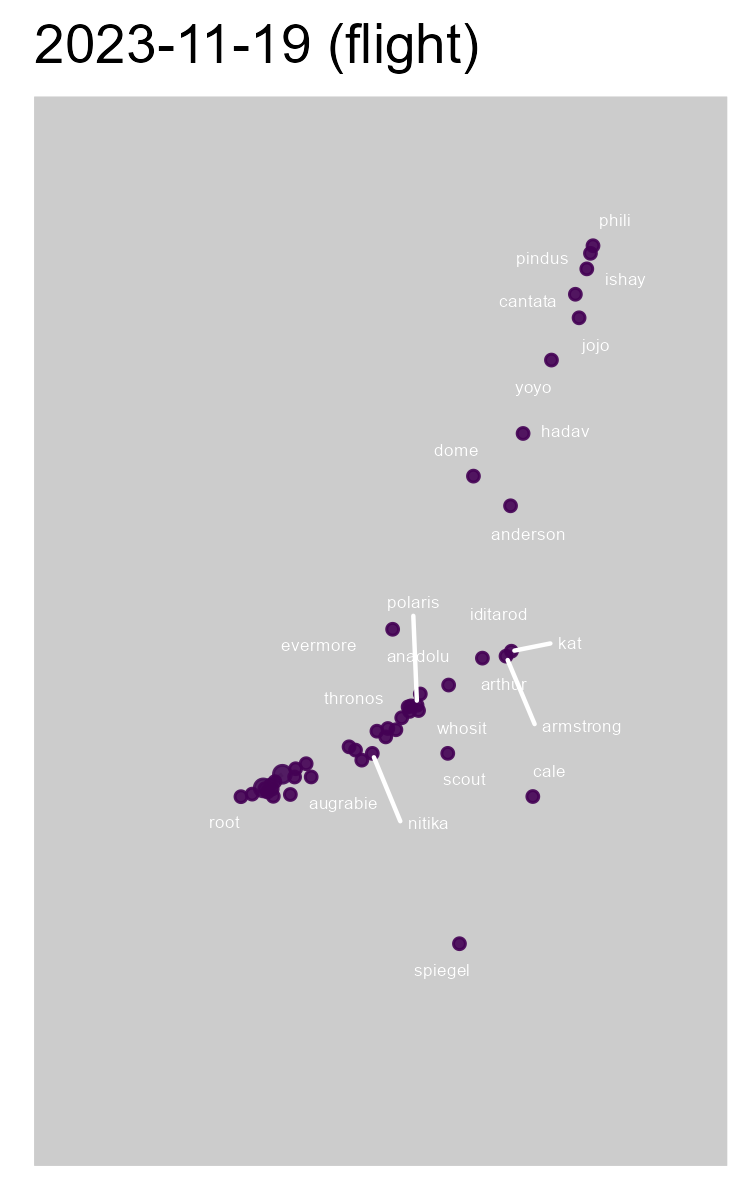 2023-11-19 (flight)
phili
pindus
ishay
cantata
jojo
yoyo
hadav
dome
anderson
polaris
iditarod
evermore
kat
anadolu
arthur
thronos
armstrong
whosit
cale
scout
augrabie
root
nitika
spiegel